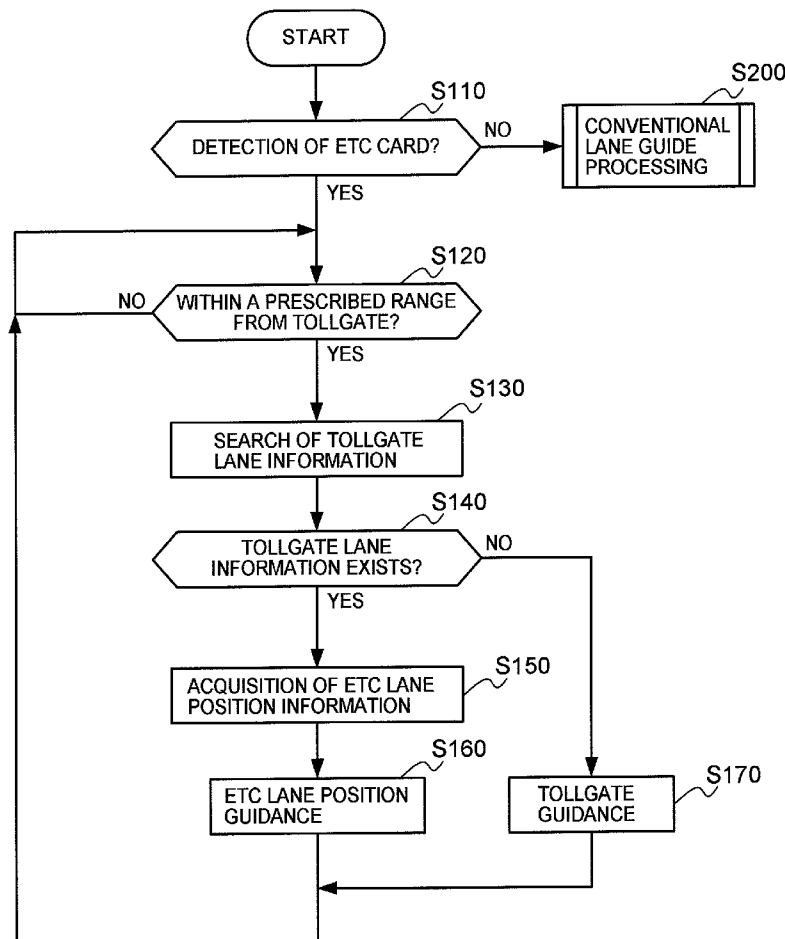 START
S110
S200
DETECTION OF ETC CARD?
NO
CONVENTIONAL
LANE GUIDE
PROCESSING
YES
S120
NO
WITHIN A PRESCRIBED RANGE
FROM TOLLGATE?
YES
S130
SEARCH OF TOLLGATE
LANE INFORMATION
S140
TOLLGATE LANE
INFORMATION EXISTS?
NO
YES
S150
ACQUISITION OF ETC LANE
POSITION INFORMATION
S160
ETC LANE POSITION
GUIDANCE
S170
TOLLGATE
GUIDANCE